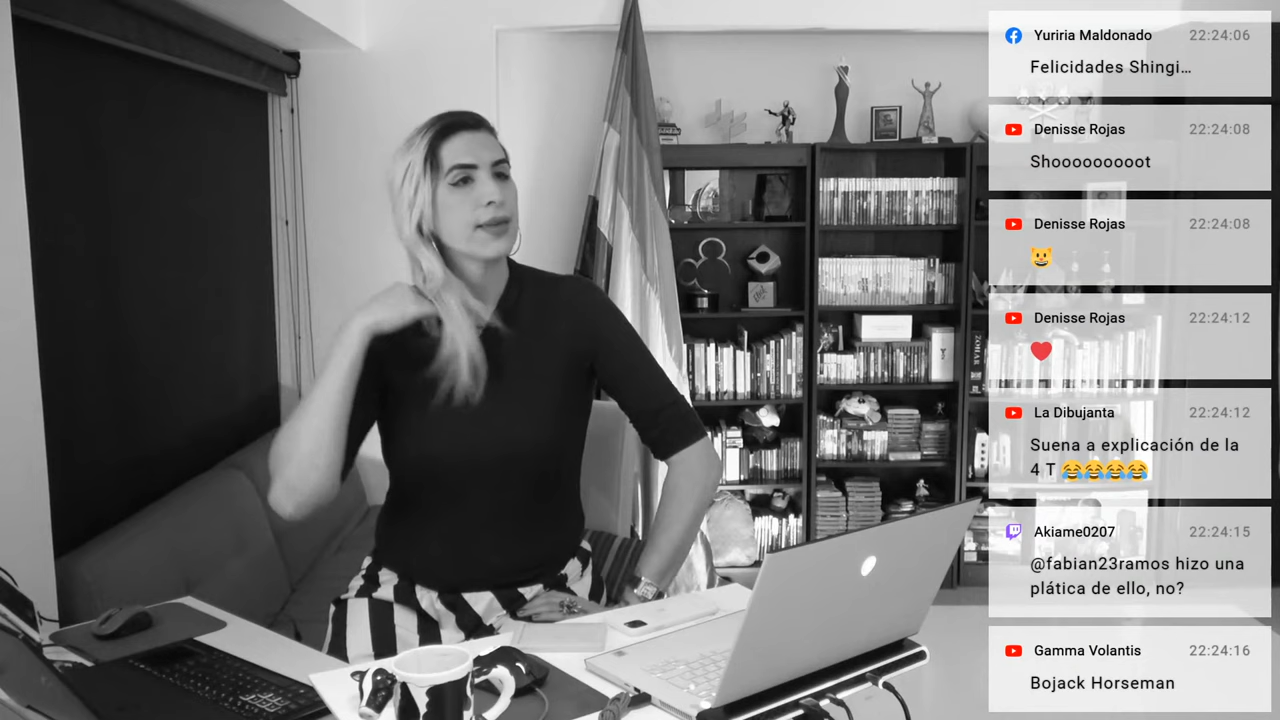 Yuriria Maldonado 22:24:06
Felicidades Shingi…
Denisse Rojas 22:24:08
Shooooooooot
Denisse Rojas 22:24:08
😺
Denisse Rojas 22:24:12
❤️
La Dibujanta 22:24:12
Suena a explicación de la
4 T 😂😂😂😂
Akiame0207 22:24:15
@fabian23ramos hizo una
plática de ello, no?
Gamma Volantis 22:24:16
Bojack Horseman
ZOHAR